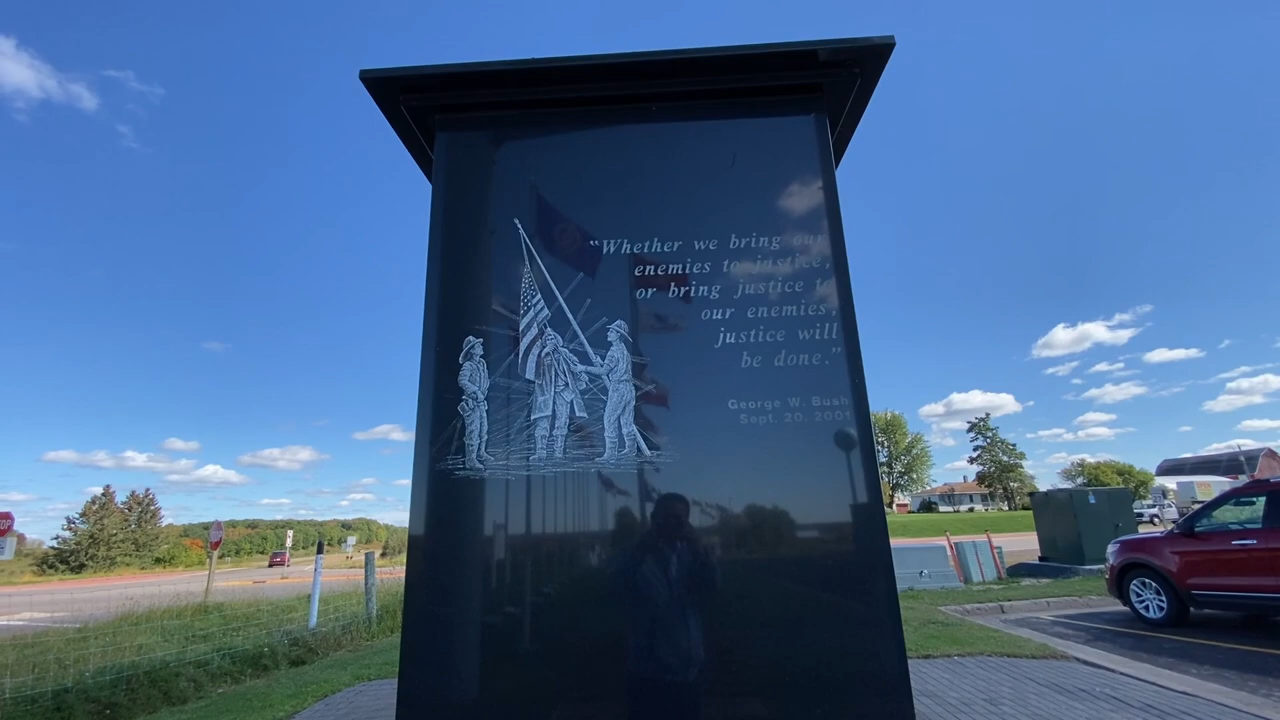 “Whether we bring our
enemies to justice,
or bring justice to
our enemies,
justice will
be done.”
George W. Bush
Sept. 20, 2001
STOP